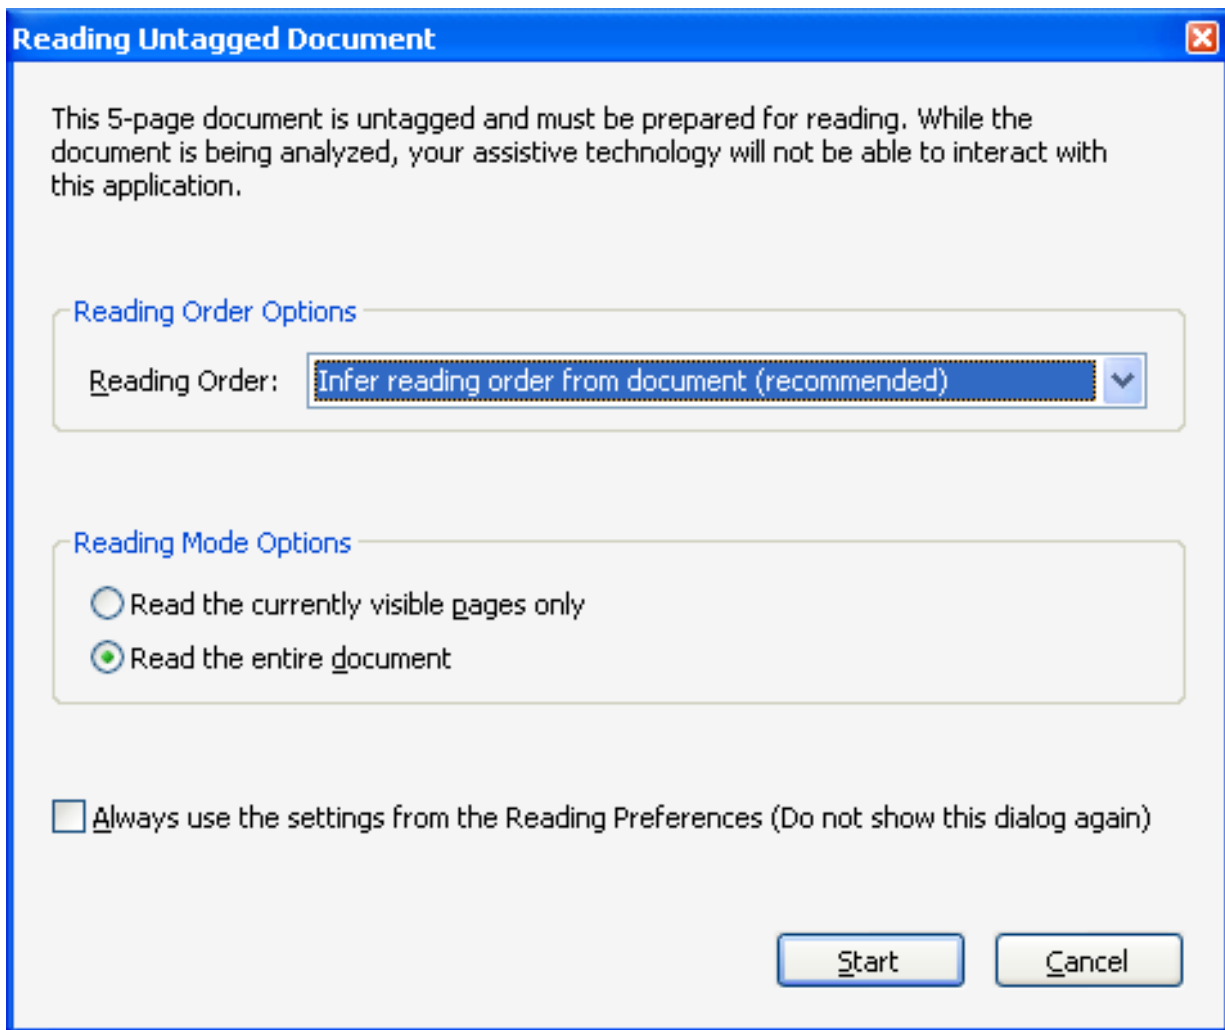 Reading Untagged Document
This 5-page document is untagged and must be prepared for reading. While the
document is being analyzed, your assistive technology will not be able to interact with
this application.
Reading Order Options
Reading Order: Infer reading order from document (recommended)
Reading Mode Options
Read the currently visible pages only
Read the entire document
Always use the settings from the Reading Preferences (Do not show this dialog again)
Start Cancel